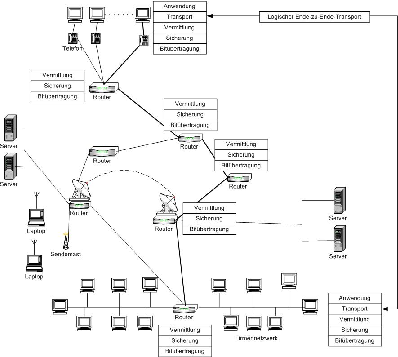 Anwendung
Transport
Vermittlung
Sicherung
Bitübertragung
Logischer Ende-zu-Ende-Transport
Telefon
Vermittlung
Sicherung
Bitübertragung
Router
Vermittlung
Sicherung
Bitübertragung
Router
Server
Server
Router
Vermittlung
Sicherung
Bitübertragung
Router
Router
Laptop
Laptop
Sendemast
Router
Vermittlung
Sicherung
Bitübertragung
Server
Server
Router
Vermittlung
Sicherung
Bitübertragung
Firmennetzwerk
Anwendung
Transport
Vermittlung
Sicherung
Bitübertragung